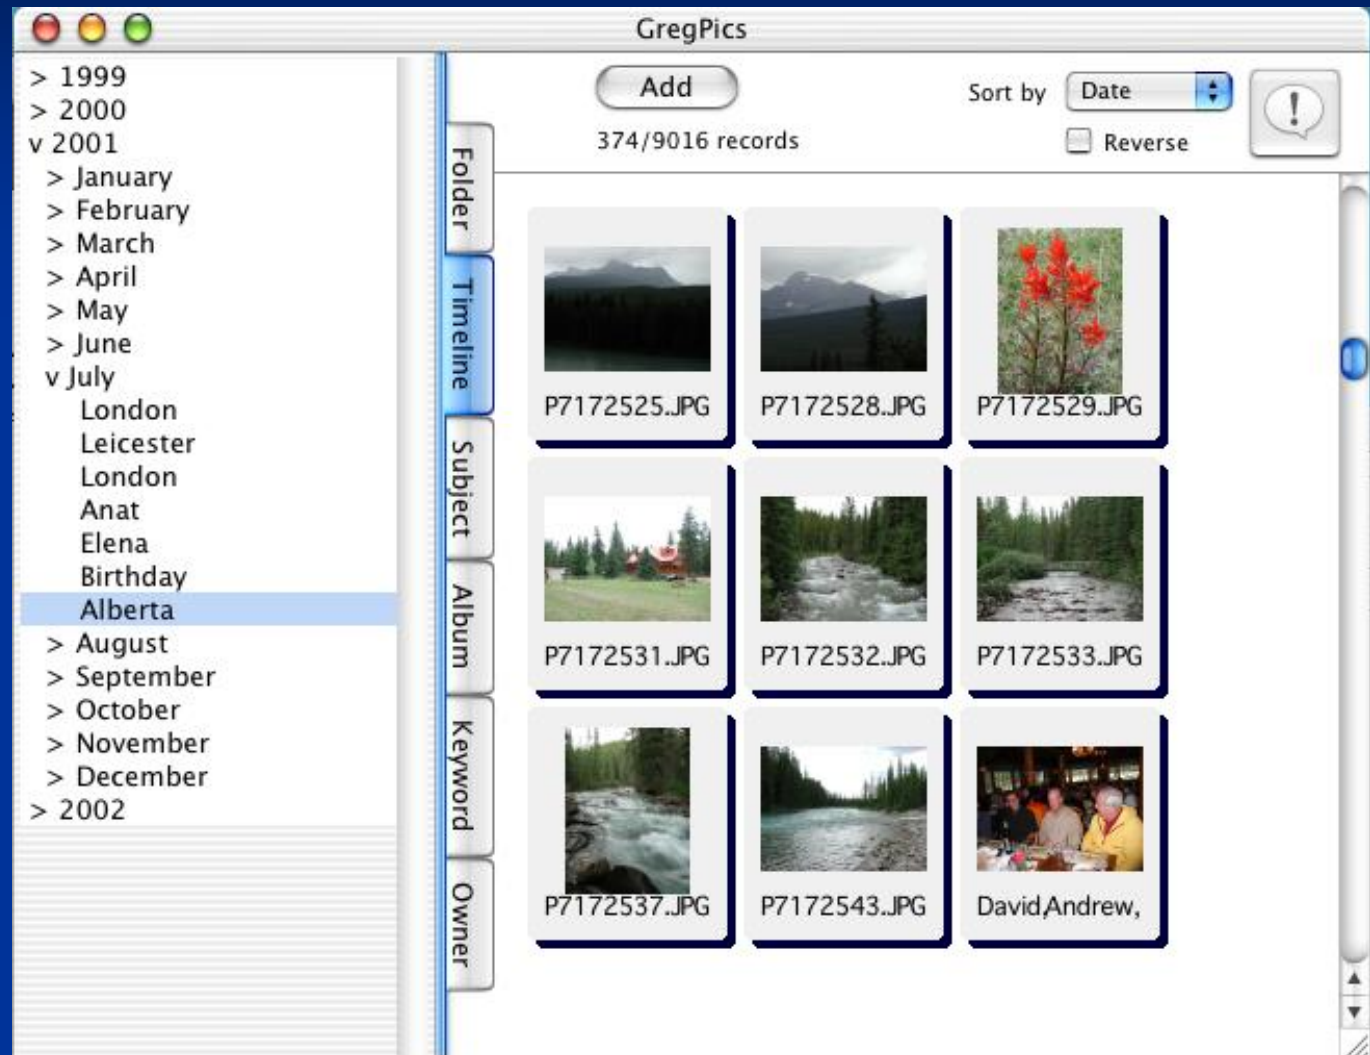 GregPics
> 1999
> 2000
v 2001
> January
> February
> March
> April
> May
> June
v July
London
Leicester
London
Anat
Elena
Birthday
Alberta
> August
> September
> October
> November
> December
> 2002
Folder
Timeline
Subject
Album
Keyword
Owner
Add
Sort by Date
374/9016 records
Reverse
!
P7172525.JPG P7172528.JPG P7172529.JPG
P7172531.JPG P7172532.JPG P7172533.JPG
P7172537.JPG P7172543.JPG David,Andrew,